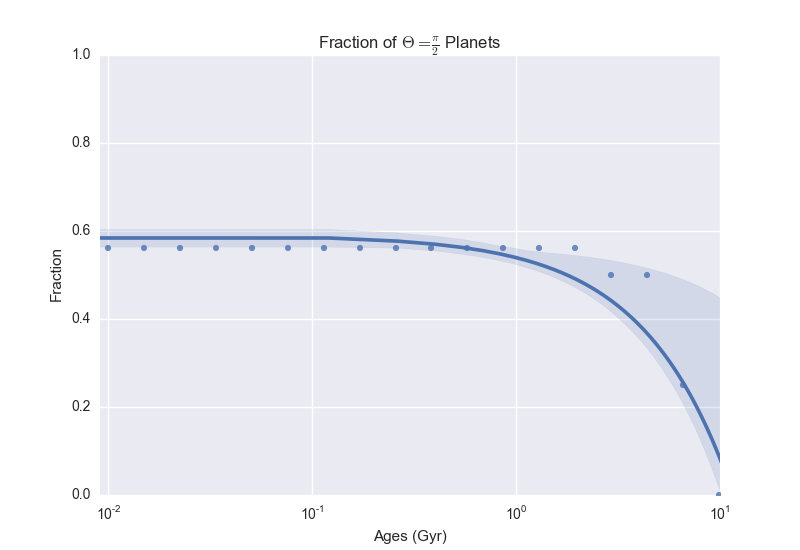 Fraction of Θ = π/2 Planets
1.0
0.8
0.6
0.4
0.2
0.0
Fraction
10⁻² 10⁻¹ 10⁰ 10¹
Ages (Gyr)